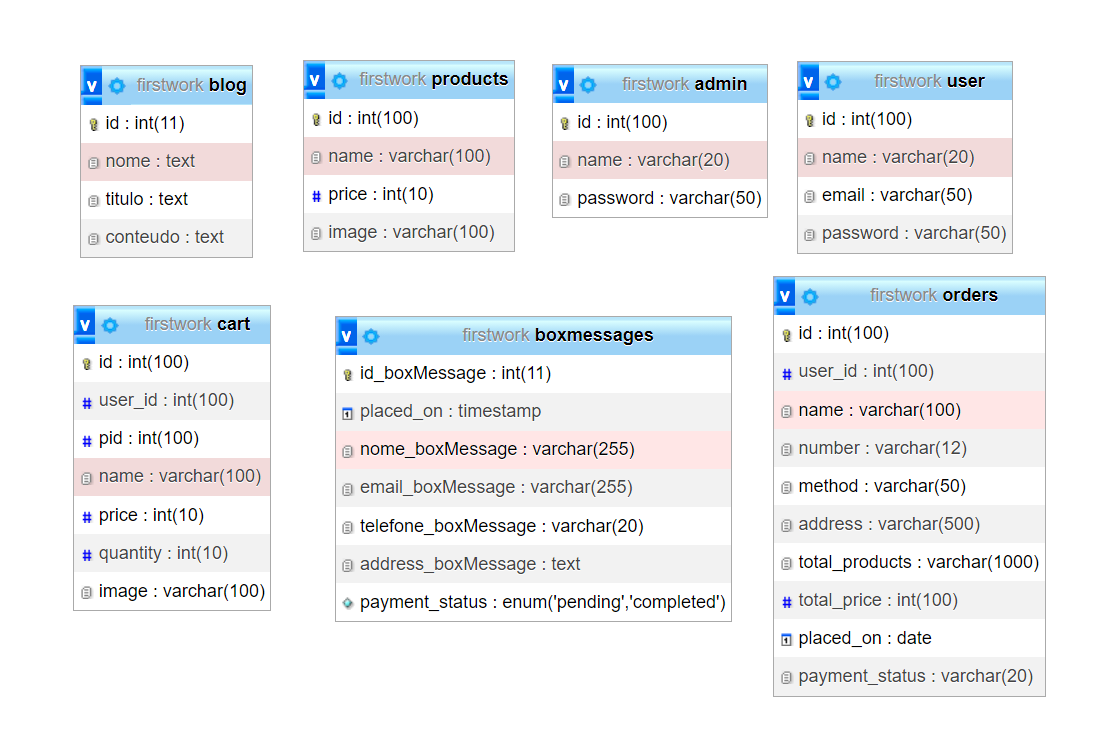 v firstwork blog
id : int(11)
nome : text
titulo : text
conteudo : text
v firstwork products
id : int(100)
name : varchar(100)
# price : int(10)
image : varchar(100)
v firstwork admin
id : int(100)
name : varchar(20)
password : varchar(50)
v firstwork user
id : int(100)
name : varchar(20)
email : varchar(50)
password : varchar(50)
v firstwork cart
id : int(100)
# user_id : int(100)
# pid : int(100)
name : varchar(100)
# price : int(10)
# quantity : int(10)
image : varchar(100)
v firstwork boxmessages
id_boxMessage : int(11)
1 placed_on : timestamp
nome_boxMessage : varchar(255)
email_boxMessage : varchar(255)
telefone_boxMessage : varchar(20)
address_boxMessage : text
payment_status : enum('pending','completed')
v firstwork orders
id : int(100)
# user_id : int(100)
name : varchar(100)
number : varchar(12)
method : varchar(50)
address : varchar(500)
total_products : varchar(1000)
# total_price : int(100)
1 placed_on : date
payment_status : varchar(20)